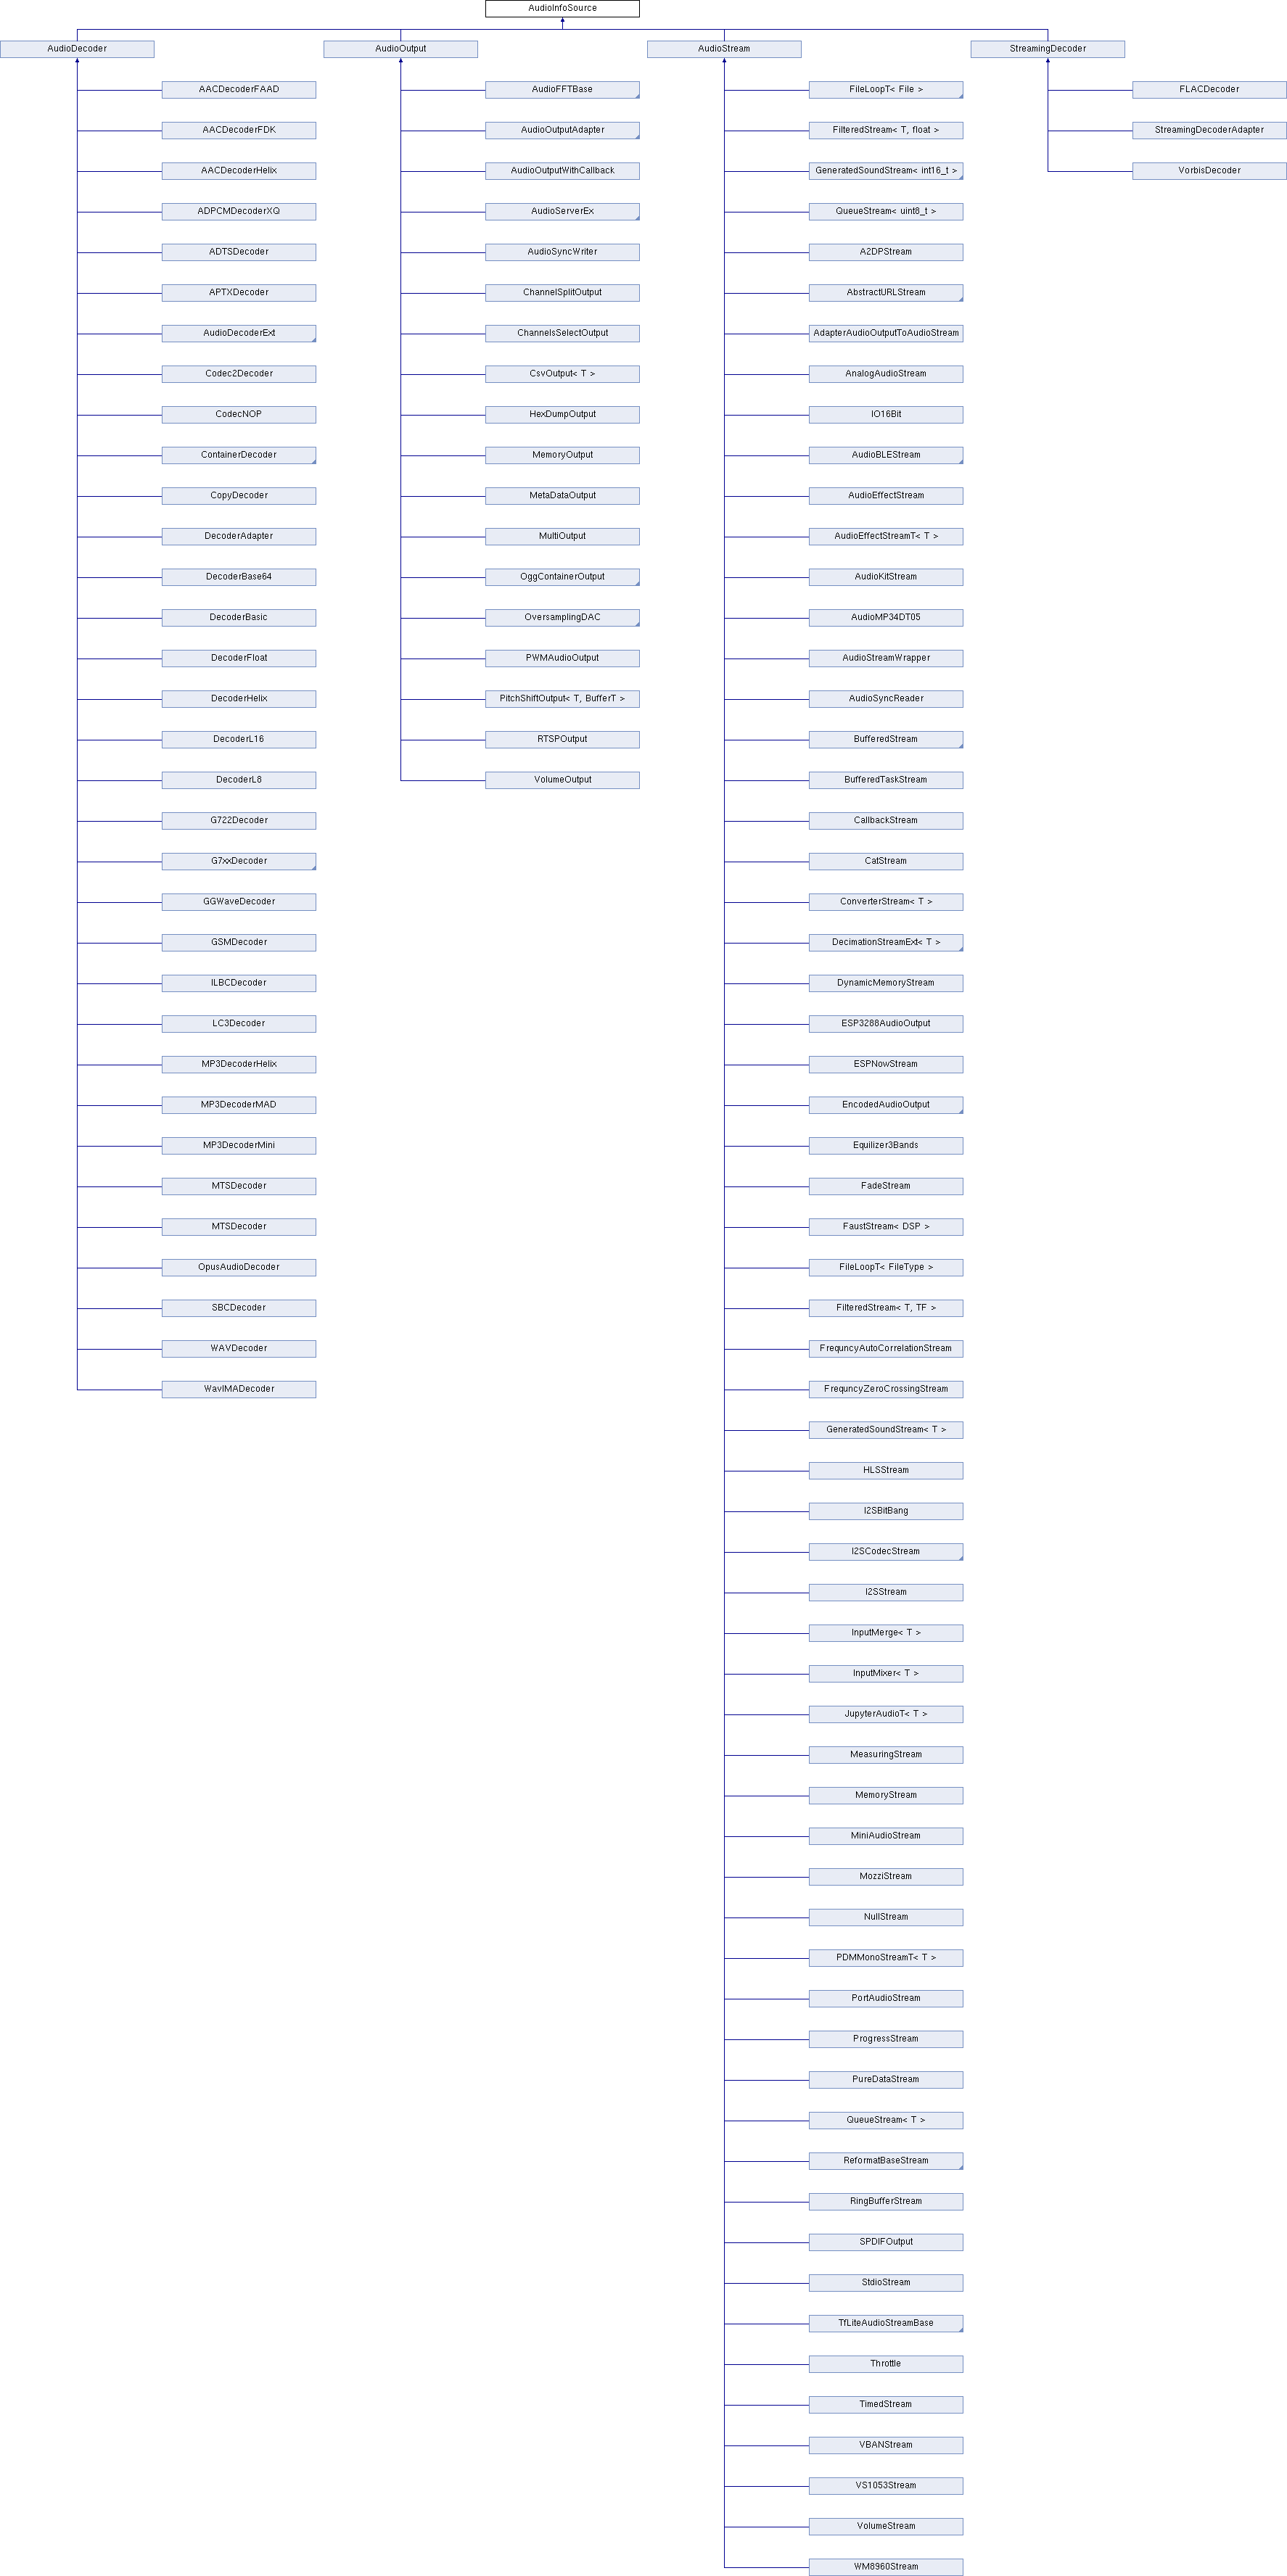 AudioInfoSource
AudioDecoder
AudioOutput
AudioStream
StreamingDecoder
AACDecoderFAAD
AACDecoderFDK
AACDecoderHelix
ADPCMDecoderXQ
ADTSDecoder
APTXDecoder
AudioDecoderExt
Codec2Decoder
CodecNOP
ContainerDecoder
CopyDecoder
DecoderAdapter
DecoderBase64
DecoderBasic
DecoderFloat
DecoderHelix
DecoderL16
DecoderL8
G722Decoder
G7xxDecoder
GGWaveDecoder
GSMDecoder
ILBCDecoder
LC3Decoder
MP3DecoderHelix
MP3DecoderMAD
MP3DecoderMini
MTSDecoder
MTSDecoder
OpusAudioDecoder
SBCDecoder
WAVDecoder
WavIMADecoder
AudioFFTBase
AudioOutputAdapter
AudioOutputWithCallback
AudioServerEx
AudioSyncWriter
ChannelSplitOutput
ChannelsSelectOutput
CsvOutput< T >
HexDumpOutput
MemoryOutput
MetaDataOutput
MultiOutput
OggContainerOutput
OversamplingDAC
PWMAudioOutput
PitchShiftOutput< T, BufferT >
RTSPOutput
VolumeOutput
FileLoopT< File >
FilteredStream< T, float >
GeneratedSoundStream< int16_t >
QueueStream< uint8_t >
A2DPStream
AbstractURLStream
AdapterAudioOutputToAudioStream
AnalogAudioStream
IO16Bit
AudioBLEStream
AudioEffectStream
AudioEffectStreamT< T >
AudioKitStream
AudioMP34DT05
AudioStreamWrapper
AudioSyncReader
BufferedStream
BufferedTaskStream
CallbackStream
CatStream
ConverterStream< T >
DecimationStreamExt< T >
DynamicMemoryStream
ESP3288AudioOutput
ESPNowStream
EncodedAudioOutput
Equilizer3Bands
FadeStream
FaustStream< DSP >
FileLoopT< FileType >
FilteredStream< T, TF >
FrequncyAutoCorrelationStream
FrequncyZeroCrossingStream
GeneratedSoundStream< T >
HLSStream
I2SBitBang
I2SCodecStream
I2SStream
InputMerge< T >
InputMixer< T >
JupyterAudioT< T >
MeasuringStream
MemoryStream
MiniAudioStream
MozziStream
NullStream
PDMMonoStreamT< T >
PortAudioStream
ProgressStream
PureDataStream
QueueStream< T >
ReformatBaseStream
RingBufferStream
SPDIFOutput
StdioStream
TfLiteAudioStreamBase
Throttle
TimedStream
VBANStream
VS1053Stream
VolumeStream
WM8960Stream
FLACDecoder
StreamingDecoderAdapter
VorbisDecoder